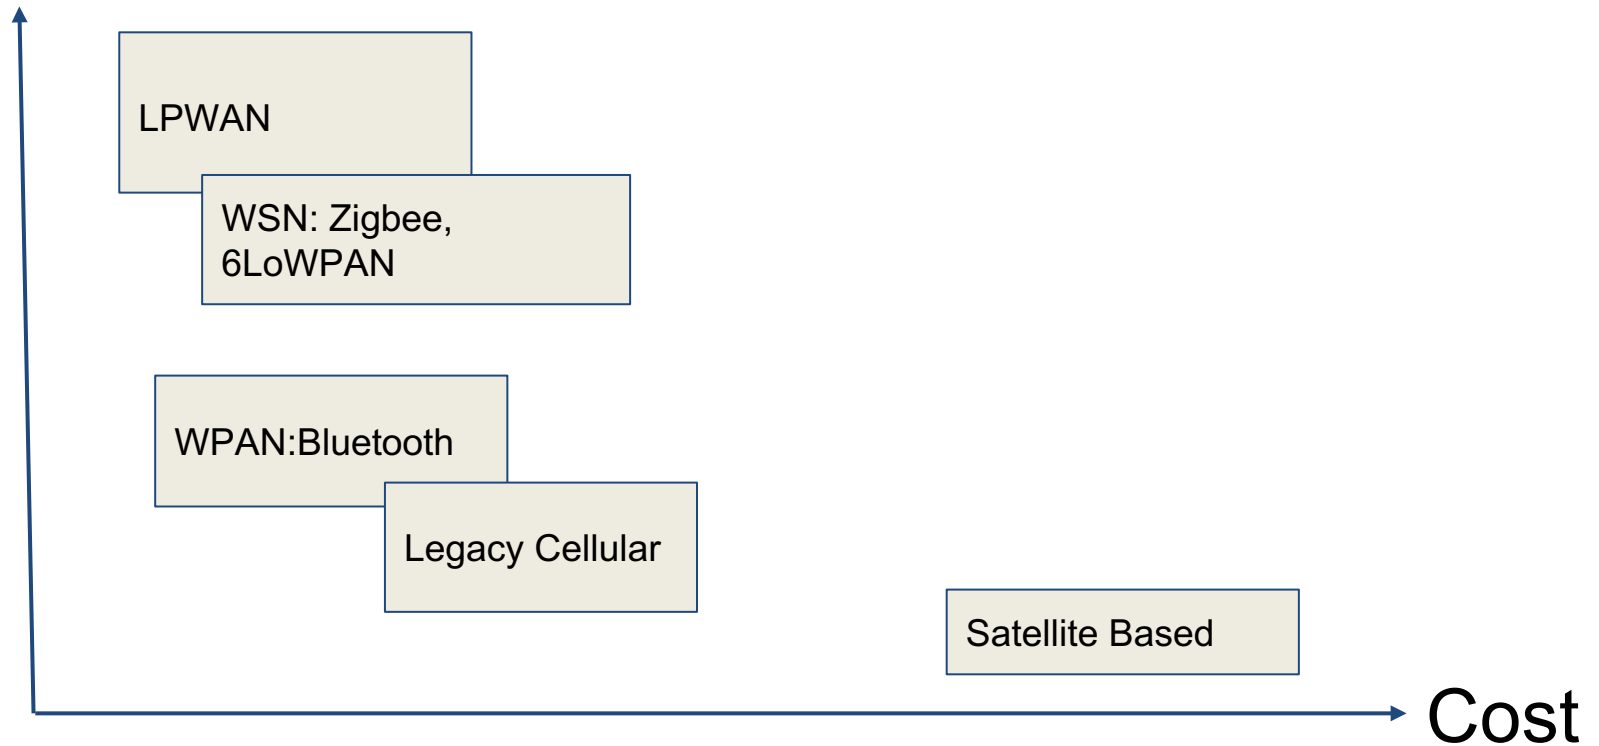 LPWAN
WSN: Zigbee,
6LoWPAN
WPAN:Bluetooth
Legacy Cellular
Satellite Based
Cost